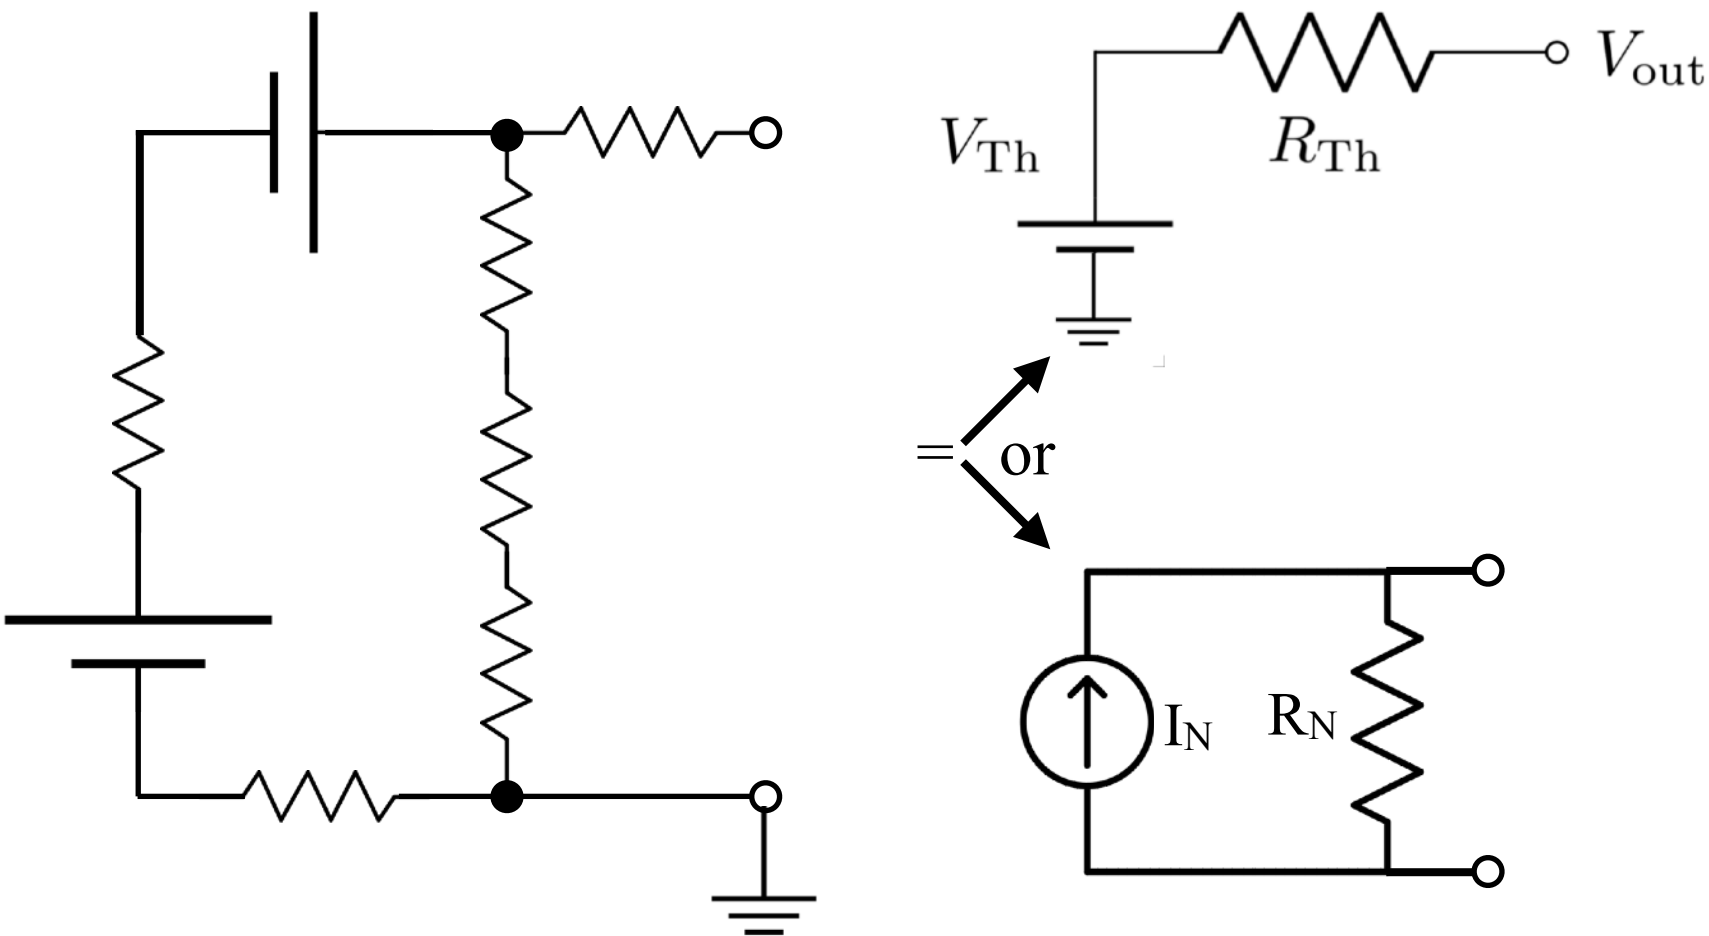 V_out
V_Th
R_Th
= or
I_N
R_N